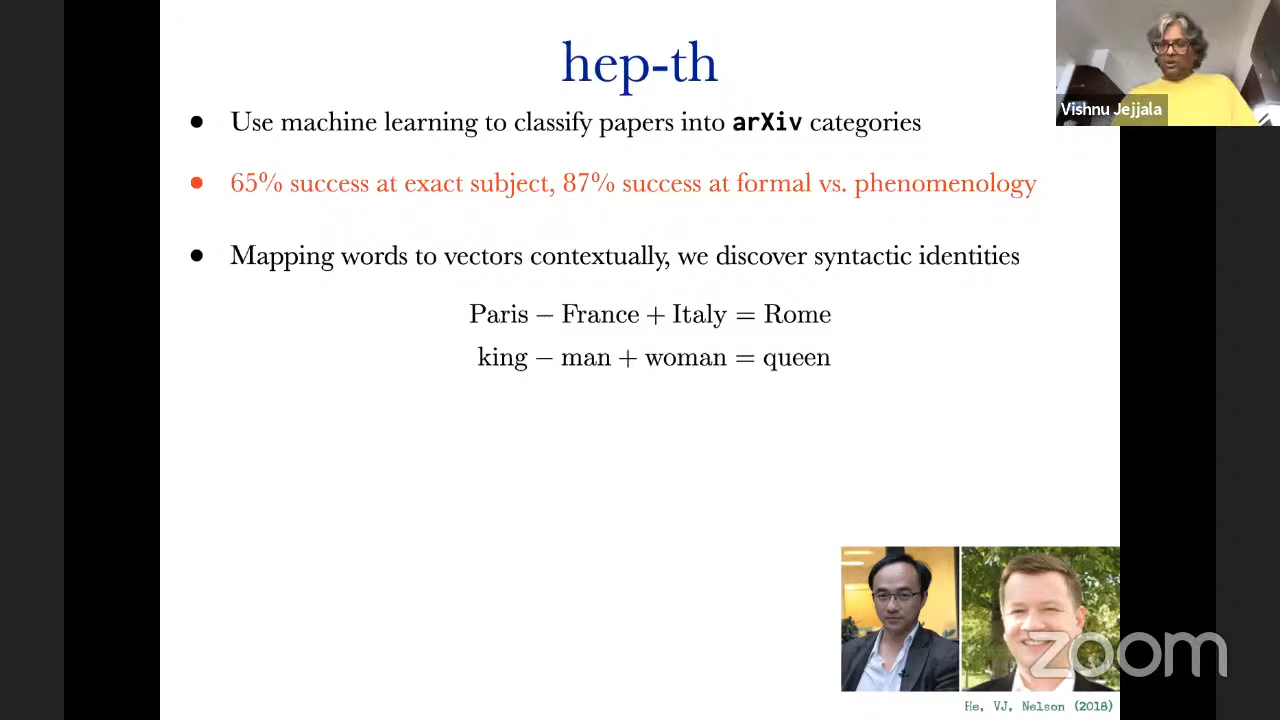 hep-th
Vishnu Jejjala
● Use machine learning to classify papers into arXiv categories
● 65% success at exact subject, 87% success at formal vs. phenomenology
● Mapping words to vectors contextually, we discover syntactic identities
Paris − France + Italy = Rome
king − man + woman = queen
zoom
He, VJ, Nelson (2018)